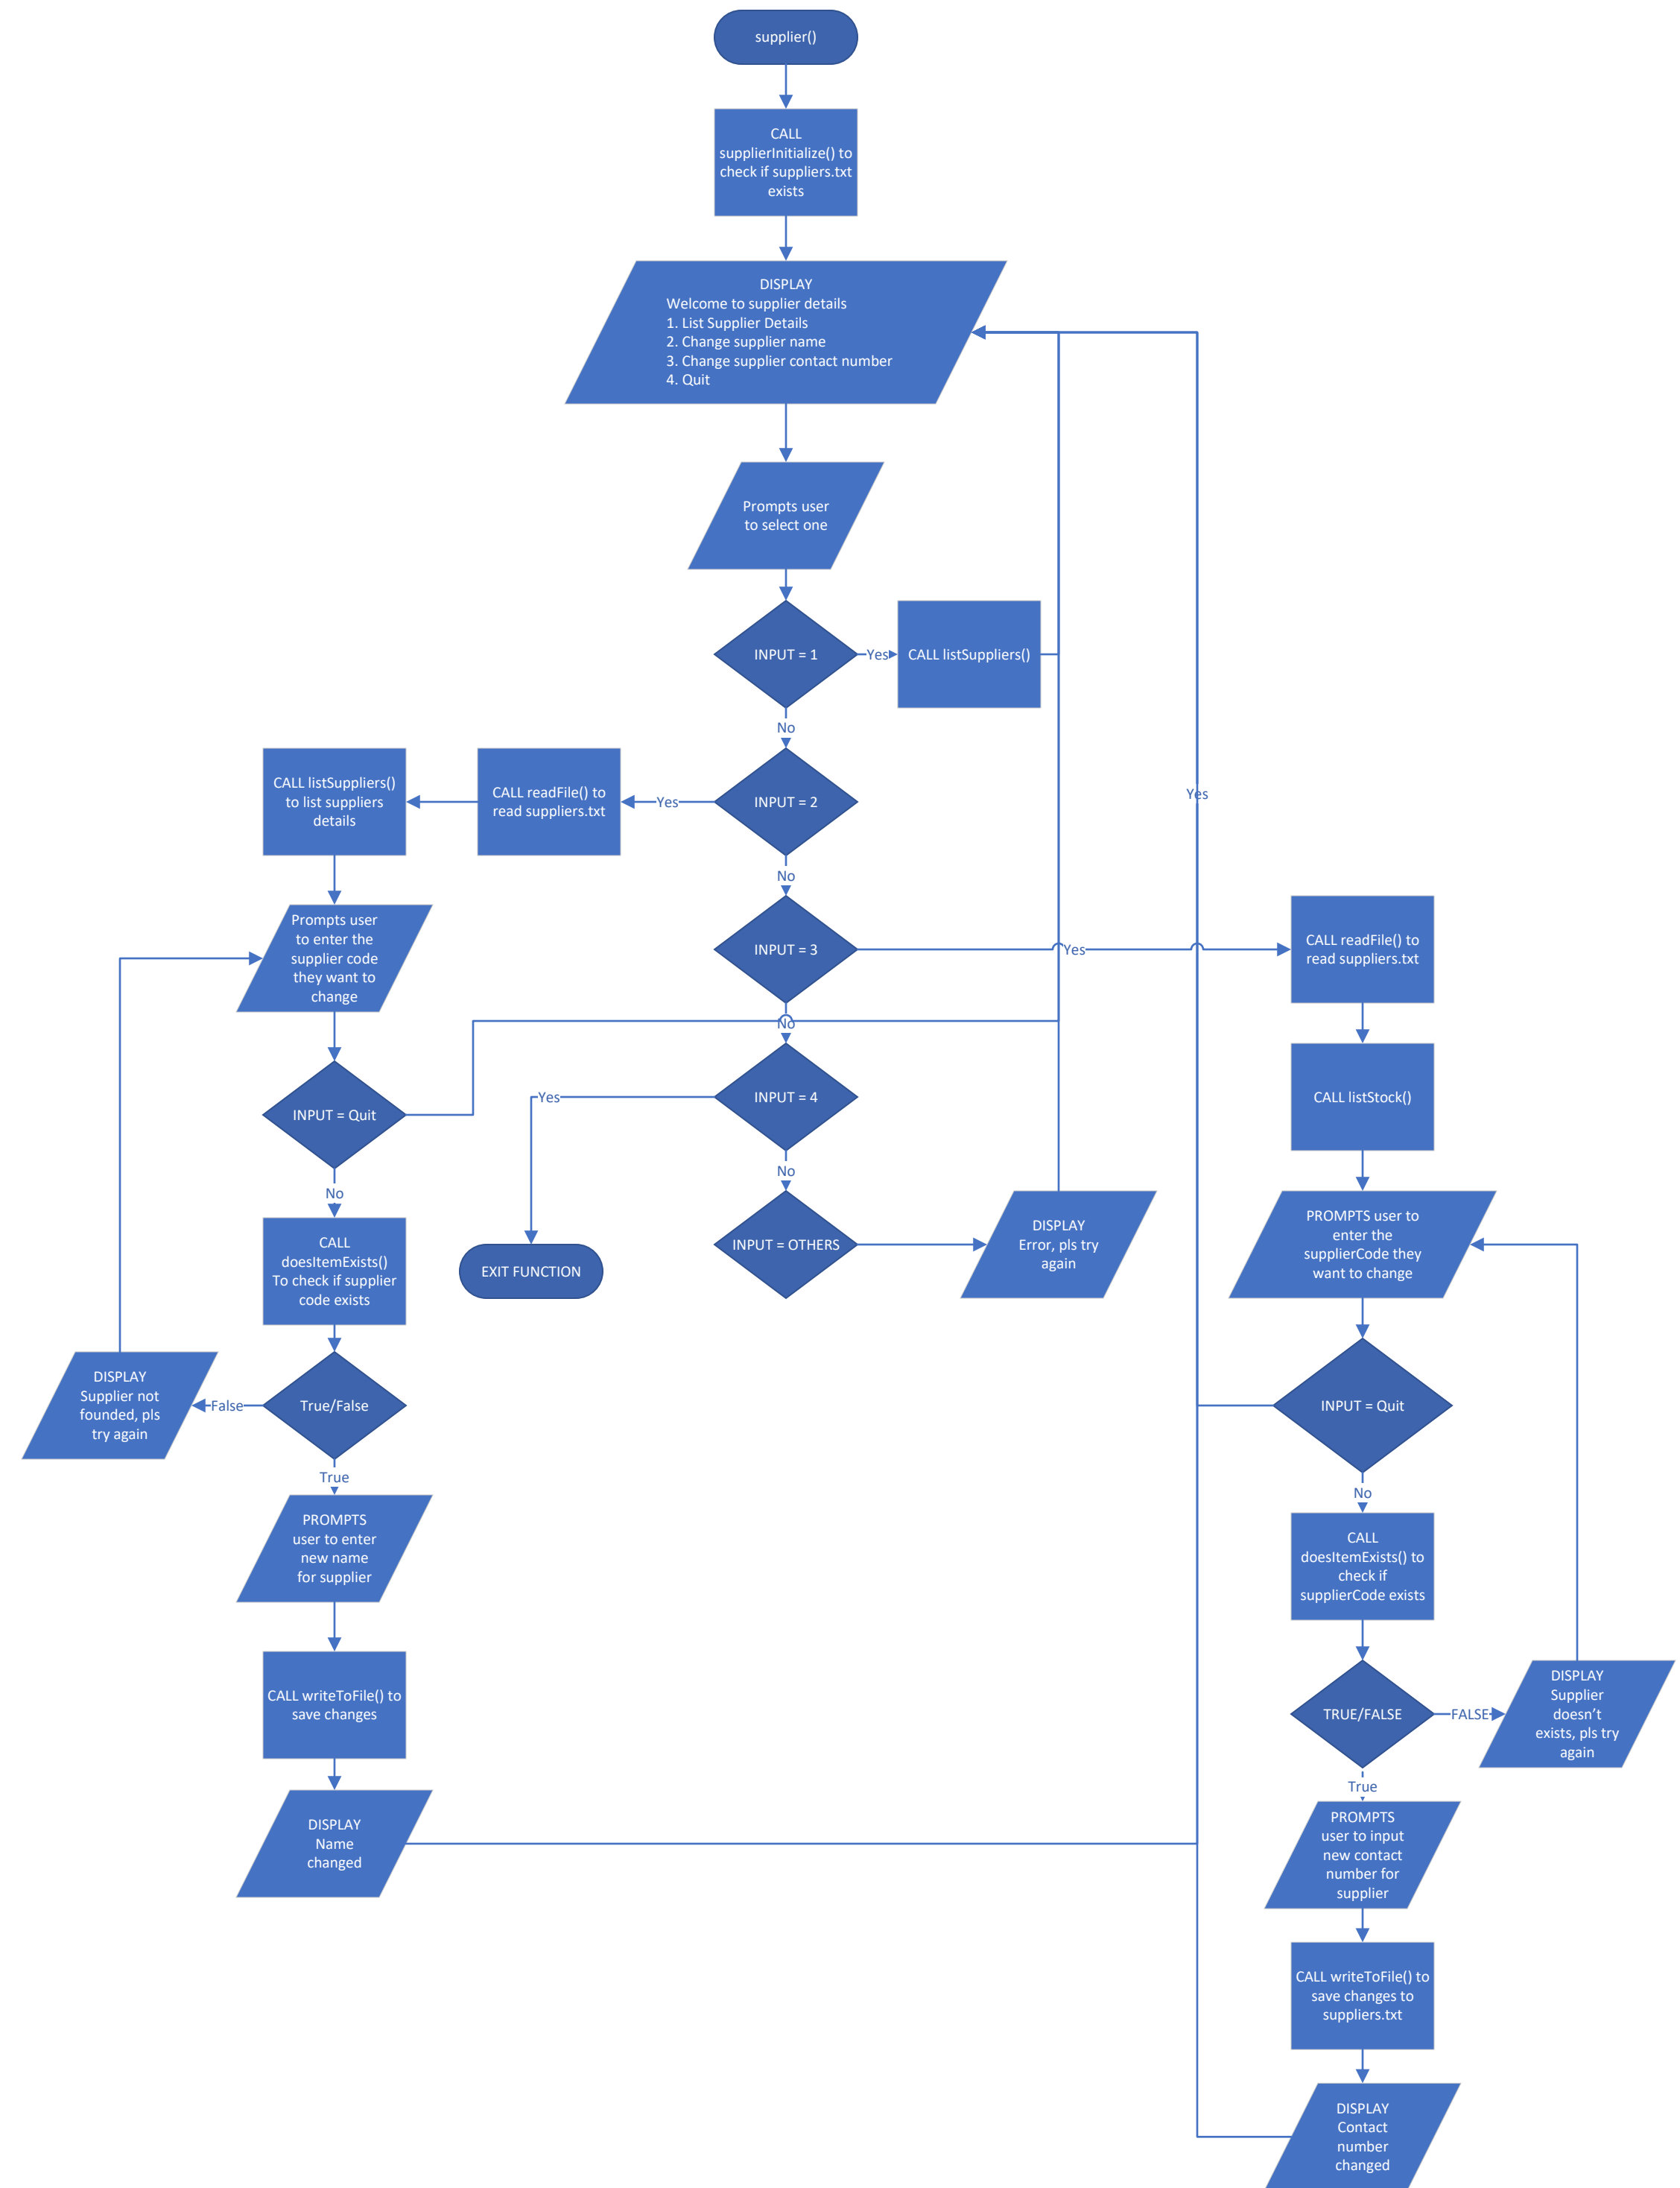 supplier()
CALL
supplierInitialize() to
check if suppliers.txt
exists
DISPLAY
Welcome to supplier details
1. List Supplier Details
2. Change supplier name
3. Change supplier contact number
4. Quit
Prompts user
to select one
INPUT = 1
Yes
CALL listSuppliers()
No
INPUT = 2
Yes
CALL readFile() to
read suppliers.txt
CALL listSuppliers()
to list suppliers
details
Prompts user
to enter the
supplier code
they want to
change
INPUT = Quit
No
CALL
doesItemExists()
To check if supplier
code exists
True/False
False
DISPLAY
Supplier not
founded, pls
try again
True
PROMPTS
user to enter
new name
for supplier
CALL writeToFile() to
save changes
DISPLAY
Name
changed
No
INPUT = 3
Yes
No
INPUT = 4
Yes
EXIT FUNCTION
No
INPUT = OTHERS
DISPLAY
Error, pls try
again
Yes
CALL readFile() to
read suppliers.txt
CALL listStock()
PROMPTS user to
enter the
supplierCode they
want to change
INPUT = Quit
No
CALL
doesItemExists() to
check if
supplierCode exists
TRUE/FALSE
FALSE
DISPLAY
Supplier
doesn't
exists, pls try
again
True
PROMPTS
user to input
new contact
number for
supplier
CALL writeToFile() to
save changes to
suppliers.txt
DISPLAY
Contact
number
changed